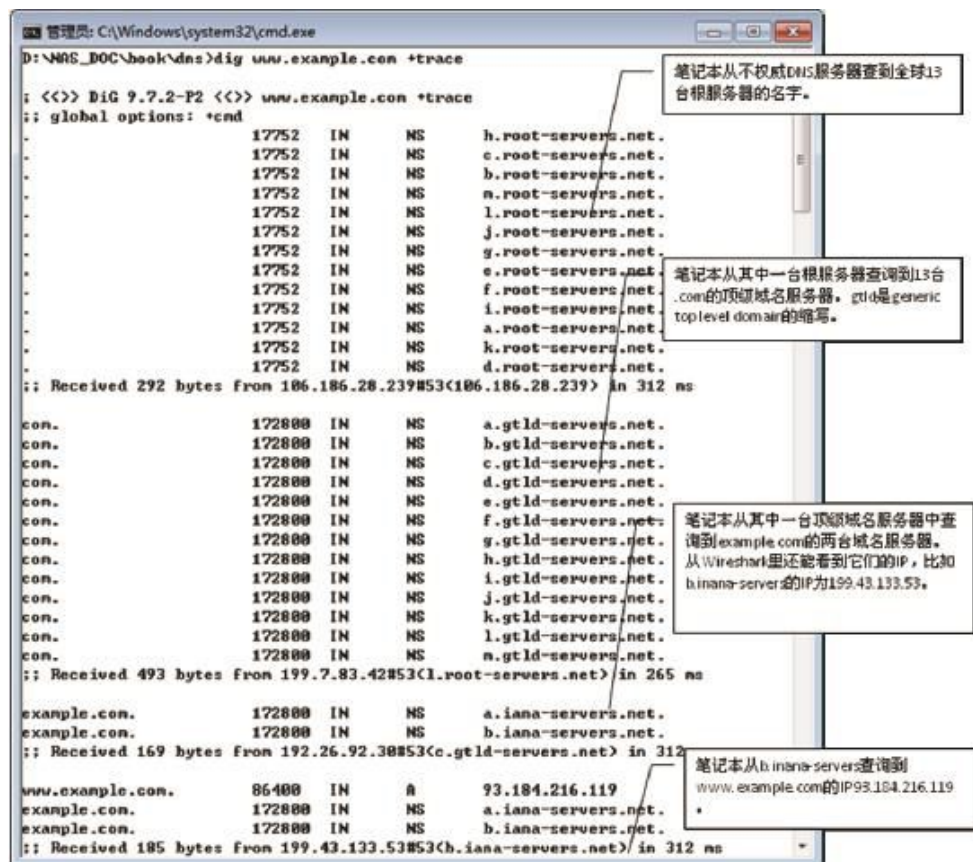 管理员: C:\Windows\system32\cmd.exe
D:\NAS_DOC\book\dns>dig www.example.com +trace
; <<>> DiG 9.7.2-P2 <<>> www.example.com +trace
;; global options: +cmd
. 17752 IN NS h.root-servers.net.
. 17752 IN NS c.root-servers.net.
. 17752 IN NS b.root-servers.net.
. 17752 IN NS m.root-servers.net.
. 17752 IN NS l.root-servers.net.
. 17752 IN NS j.root-servers.net.
. 17752 IN NS g.root-servers.net.
. 17752 IN NS e.root-servers.net.
. 17752 IN NS f.root-servers.net.
. 17752 IN NS i.root-servers.net.
. 17752 IN NS a.root-servers.net.
. 17752 IN NS k.root-servers.net.
. 17752 IN NS d.root-servers.net.
;; Received 292 bytes from 106.186.28.239#53(106.186.28.239) in 312 ms
com. 172800 IN NS a.gtld-servers.net.
com. 172800 IN NS b.gtld-servers.net.
com. 172800 IN NS c.gtld-servers.net.
com. 172800 IN NS d.gtld-servers.net.
com. 172800 IN NS e.gtld-servers.net.
com. 172800 IN NS f.gtld-servers.net.
com. 172800 IN NS g.gtld-servers.net.
com. 172800 IN NS h.gtld-servers.net.
com. 172800 IN NS i.gtld-servers.net.
com. 172800 IN NS j.gtld-servers.net.
com. 172800 IN NS k.gtld-servers.net.
com. 172800 IN NS l.gtld-servers.net.
com. 172800 IN NS m.gtld-servers.net.
;; Received 493 bytes from 199.7.83.42#53(l.root-servers.net) in 265 ms
example.com. 172800 IN NS a.iana-servers.net.
example.com. 172800 IN NS b.iana-servers.net.
;; Received 169 bytes from 192.26.92.30#53(c.gtld-servers.net) in 312
www.example.com. 86400 IN A 93.184.216.119
example.com. 172800 IN NS a.iana-servers.net.
example.com. 172800 IN NS b.iana-servers.net.
;; Received 185 bytes from 199.43.133.53#53(b.iana-servers.net) in 312 ms
笔记本从不权威DNS服务器查到全球13
台根服务器的名字。
笔记本从其中一台根服务器查询到13台
.com的顶级域名服务器。gtld是generic
top level domain的缩写。
笔记本从其中一台顶级域名服务器中查
询到example.com的两台域名服务器。
从Wireshark里还能看到它们的IP，比如
b.inana-servers的IP为199.43.133.53。
笔记本从b.inana-servers查询到
www.example.com的IP93.184.216.119
。